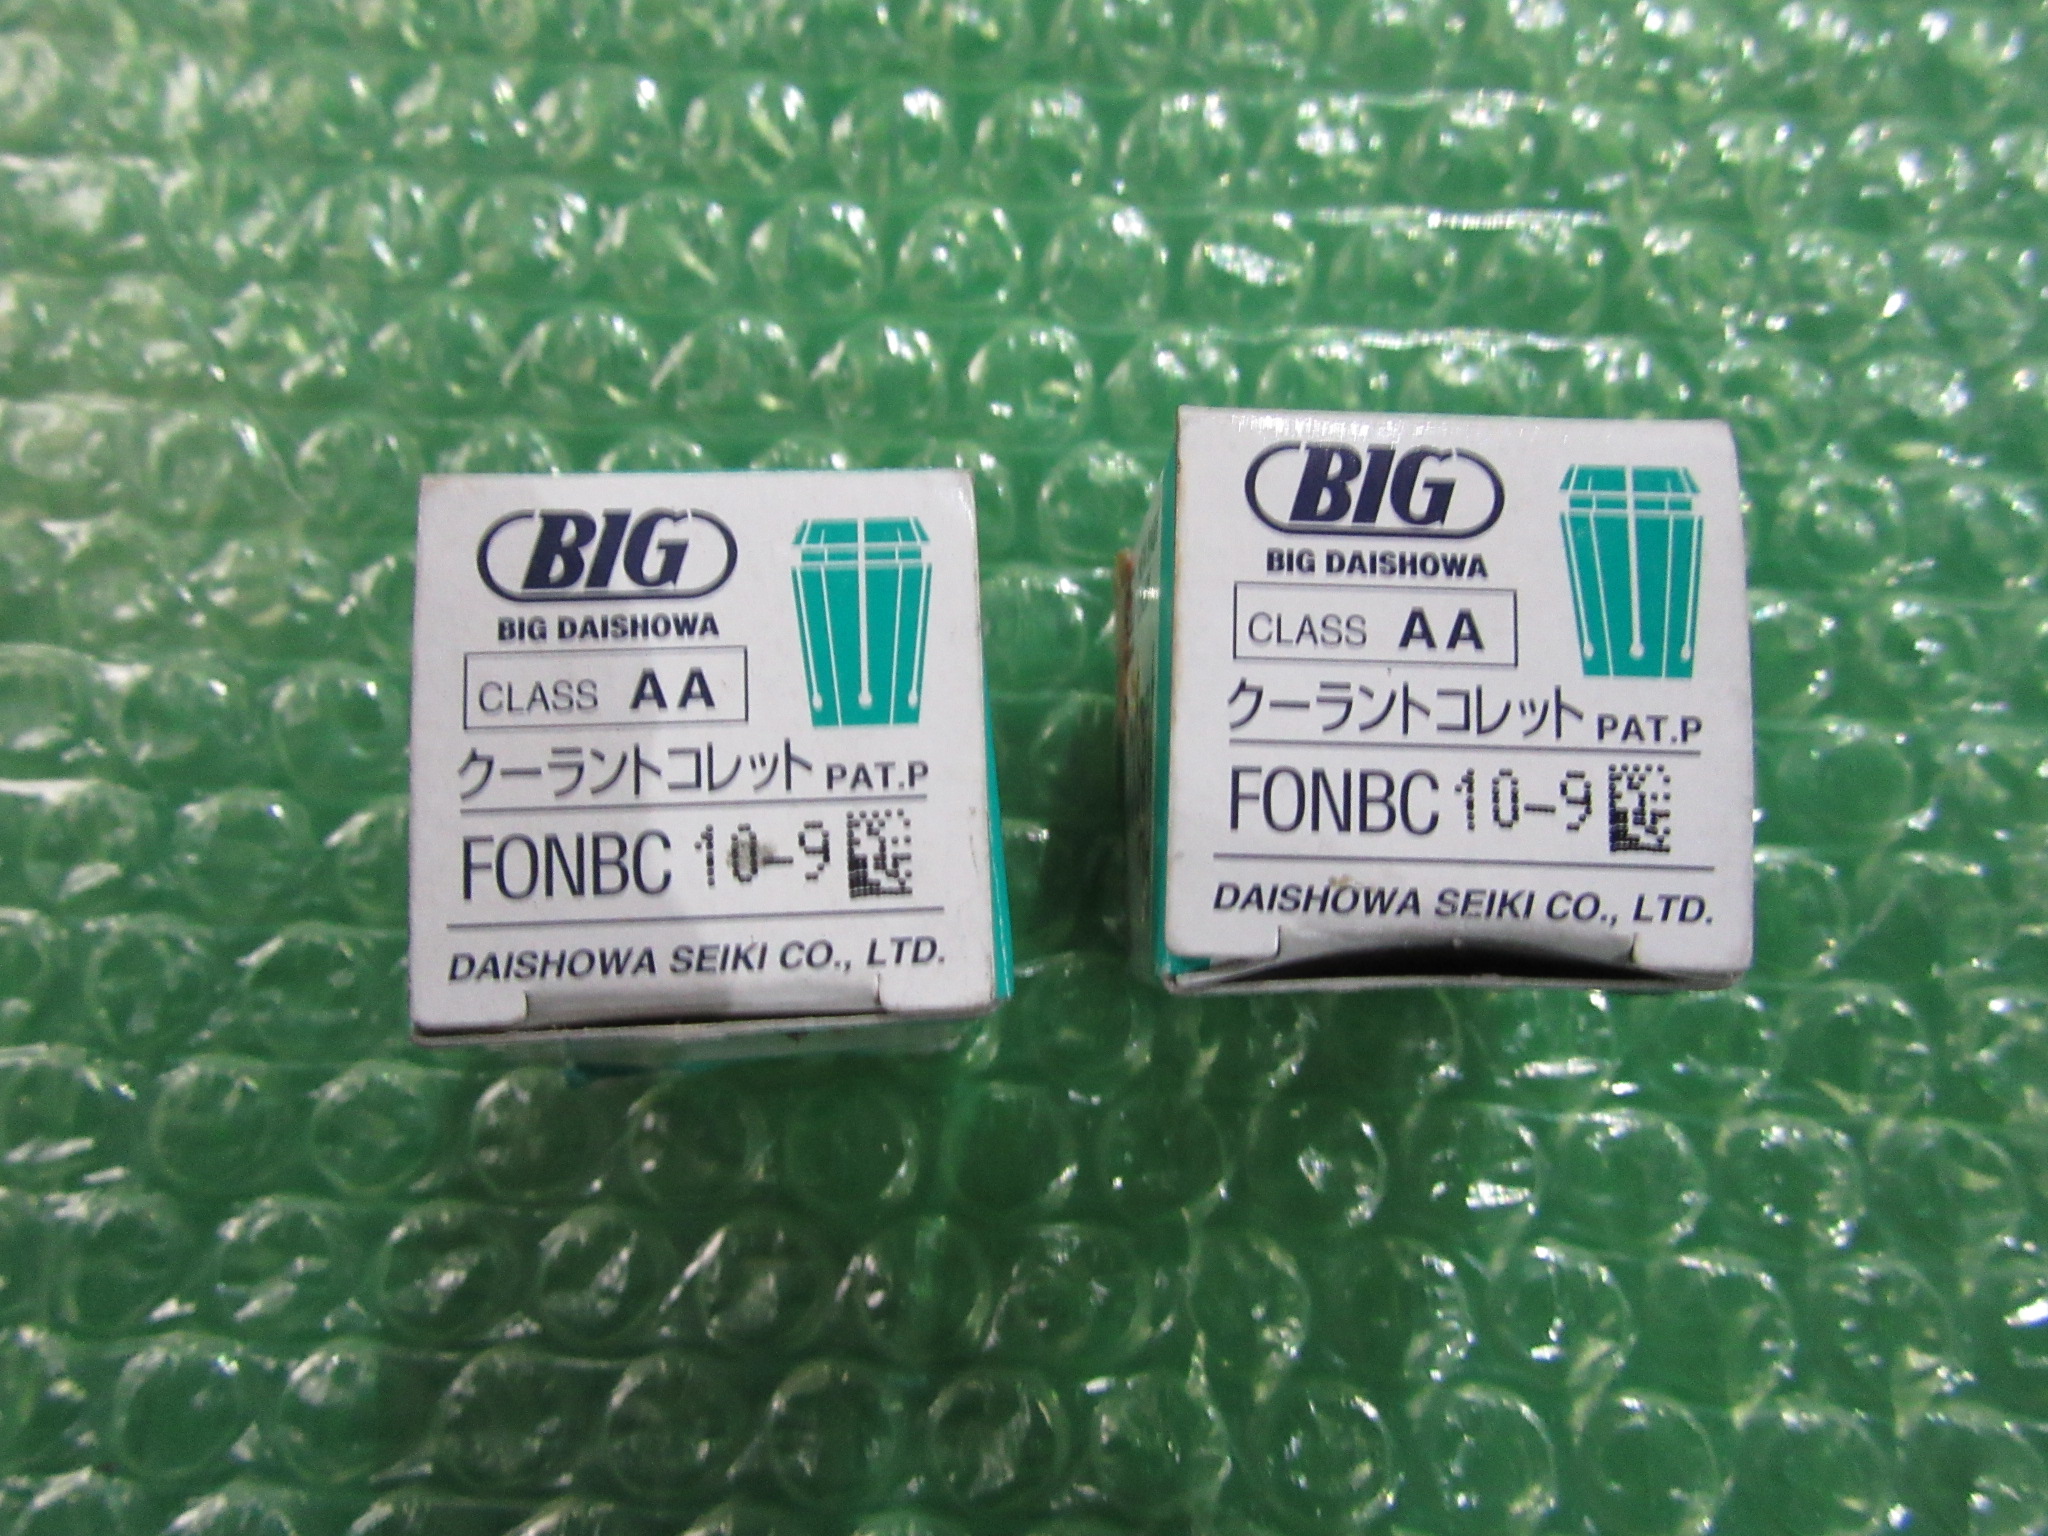 BIG
BIG DAISHOWA
CLASS AA
クーラントコレット PAT.P
FONBC 10-9
DAISHOWA SEIKI CO., LTD.
BIG
BIG DAISHOWA
CLASS AA
クーラントコレット PAT.P
FONBC 10-9
DAISHOWA SEIKI CO., LTD.